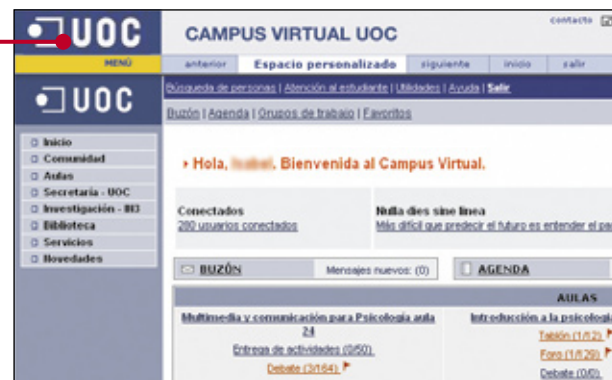 UOC
CAMPUS VIRTUAL UOC
contacto
MENÚ
anterior
Espacio personalizado
siguiente
inicio
salir
UOC
Búsqueda de personas | Atención al estudiante | Utilidades | Ayuda | Salir
Buzón | Agenda | Grupos de trabajo | Favoritos
Inicio
Comunidad
Aulas
Secretaría - UOC
Investigación - IN3
Biblioteca
Servicios
Novedades
Hola, . Bienvenida al Campus Virtual.
Conectados
280 usuarios conectados
Nulla dies sine linea
Más difícil que predecir el futuro es entender el pa
BUZÓN
Mensajes nuevos: (0)
AGENDA
AULAS
Multimedia y comunicación para Psicología aula
24
Entrega de actividades (0/50)
Debate (3/164)
Introducción a la psicología
Tablón (1/12)
Foro (1/126)
Debate (0/0)